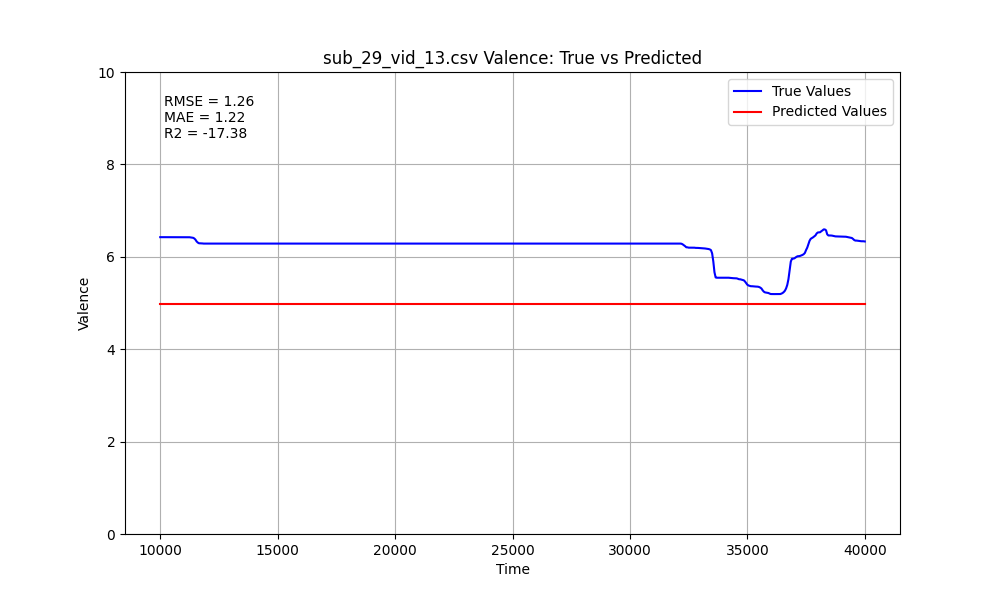 sub_29_vid_13.csv Valence: True vs Predicted
RMSE = 1.26
MAE = 1.22
R2 = -17.38
True Values
Predicted Values
Valence
10
8
6
4
2
0
10000 15000 20000 25000 30000 35000 40000
Time